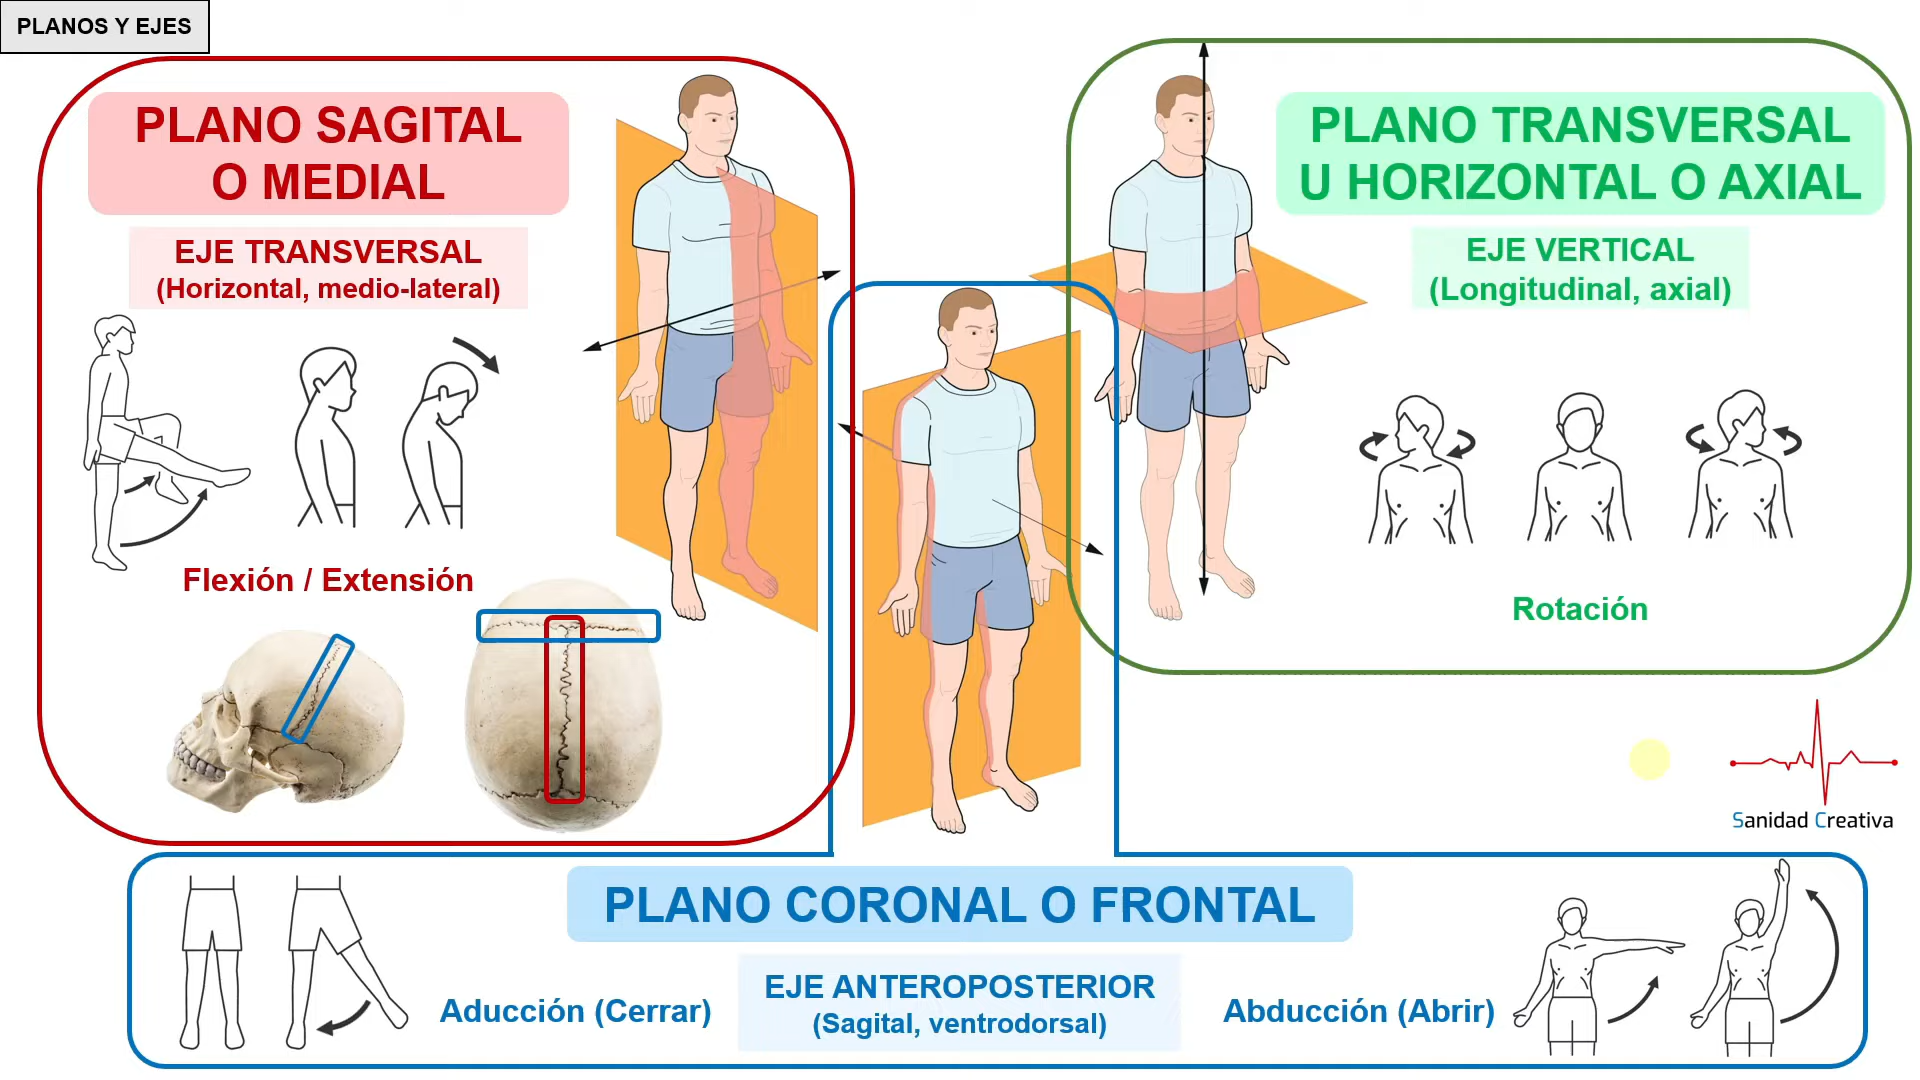 PLANOS Y EJES
PLANO SAGITAL
O MEDIAL
EJE TRANSVERSAL
(Horizontal, medio-lateral)
Flexión / Extensión
PLANO TRANSVERSAL
U HORIZONTAL O AXIAL
EJE VERTICAL
(Longitudinal, axial)
Rotación
Sanidad Creativa
PLANO CORONAL O FRONTAL
EJE ANTEROPOSTERIOR
(Sagital, ventrodorsal)
Aducción (Cerrar)
Abducción (Abrir)